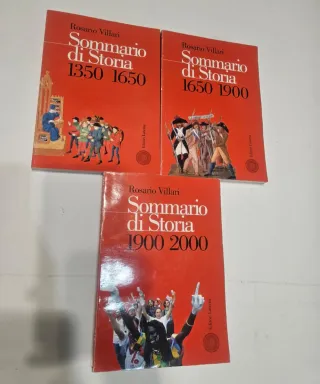 Rosario Villari
Sommario
di Storia
1350 1650
Rosario Villari
Sommario
di Storia
1650 1900
Rosario Villari
Sommario
di Storia
1900 2000